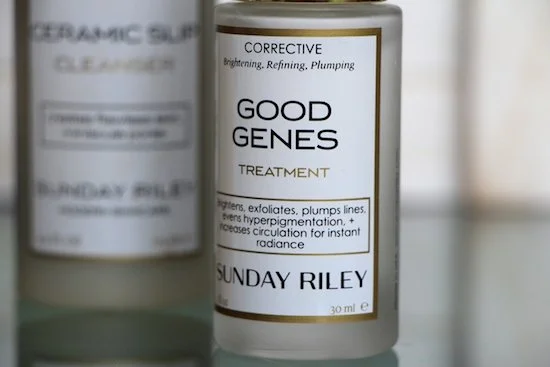 CERAMIC SLIP
CLEANSER
SUNDAY RILEY
CORRECTIVE
Brightening, Refining, Plumping
GOOD
GENES
TREATMENT
exfoliates, plumps lines,
evens hyperpigmentation, +
increases circulation for instant
radiance
SUNDAY RILEY
30 ml e